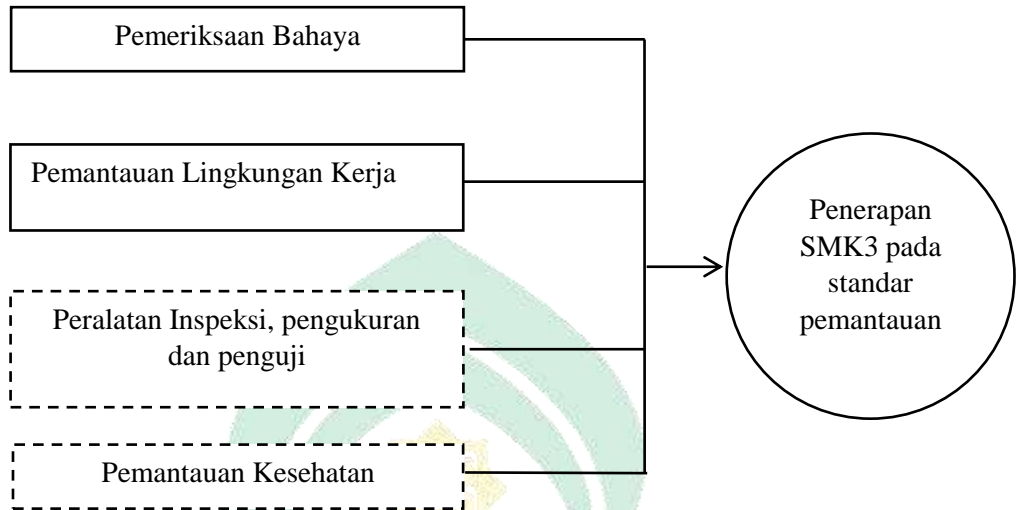 Pemeriksaan Bahaya
Pemantauan Lingkungan Kerja
Peralatan Inspeksi, pengukuran
dan penguji
Pemantauan Kesehatan
Penerapan
SMK3 pada
standar
pemantauan